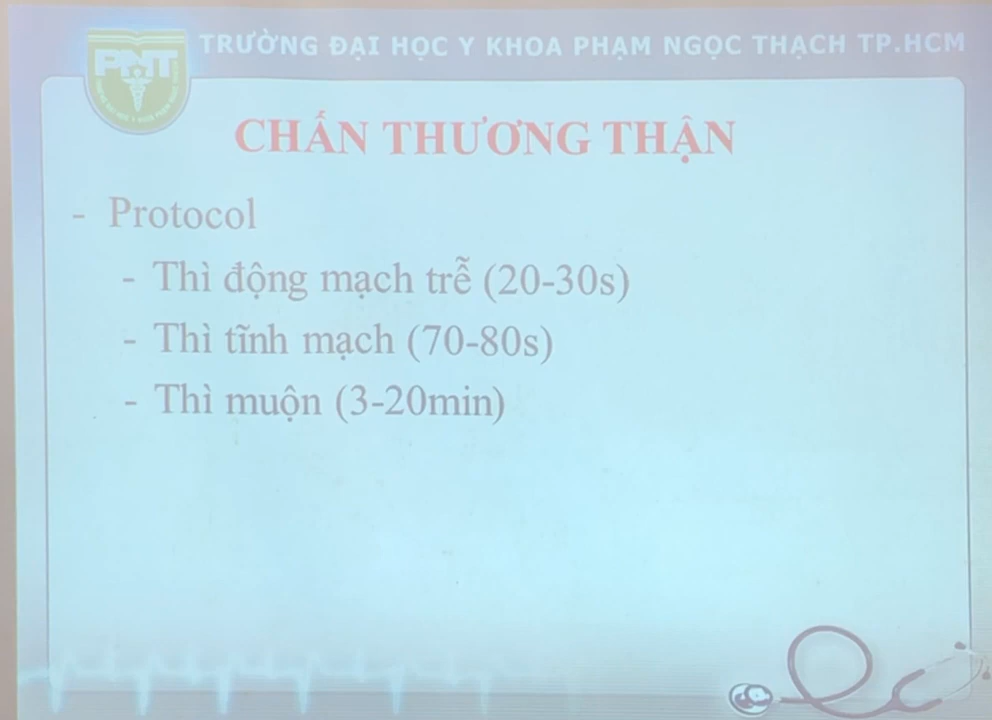 TRƯỜNG ĐẠI HỌC Y KHOA PHẠM NGỌC THẠCH TP.HCM
PNT
CHẤN THƯƠNG THẬN
- Protocol
- Thì động mạch trễ (20-30s)
- Thì tĩnh mạch (70-80s)
- Thì muộn (3-20min)